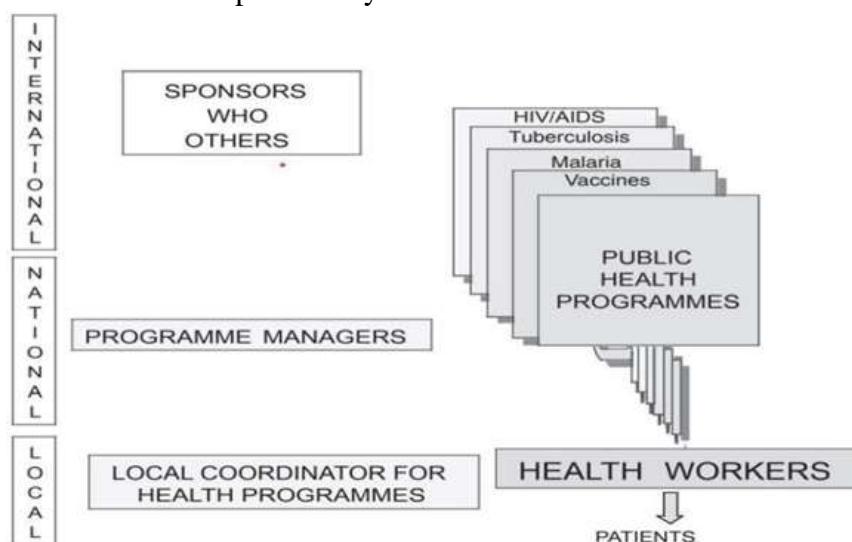 INTERNATIONAL
SPONSORS
WHO
OTHERS
HIV/AIDS
Tuberculosis
Malaria
Vaccines
PUBLIC
HEALTH
PROGRAMMES
NATIONAL
PROGRAMME MANAGERS
LOCAL
LOCAL COORDINATOR FOR
HEALTH PROGRAMMES
HEALTH WORKERS
PATIENTS